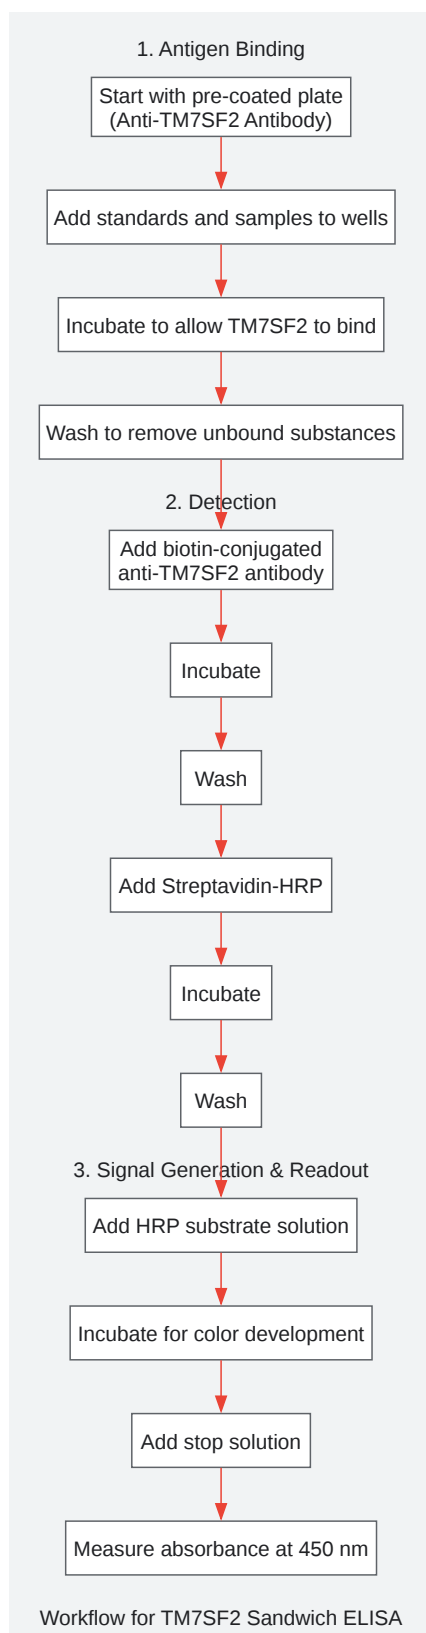 1. Antigen Binding
Start with pre-coated plate
(Anti-TM7SF2 Antibody)
Add standards and samples to wells
Incubate to allow TM7SF2 to bind
Wash to remove unbound substances
2. Detection
Add biotin-conjugated
anti-TM7SF2 antibody
Incubate
Wash
Add Streptavidin-HRP
Incubate
Wash
3. Signal Generation & Readout
Add HRP substrate solution
Incubate for color development
Add stop solution
Measure absorbance at 450 nm
Workflow for TM7SF2 Sandwich ELISA